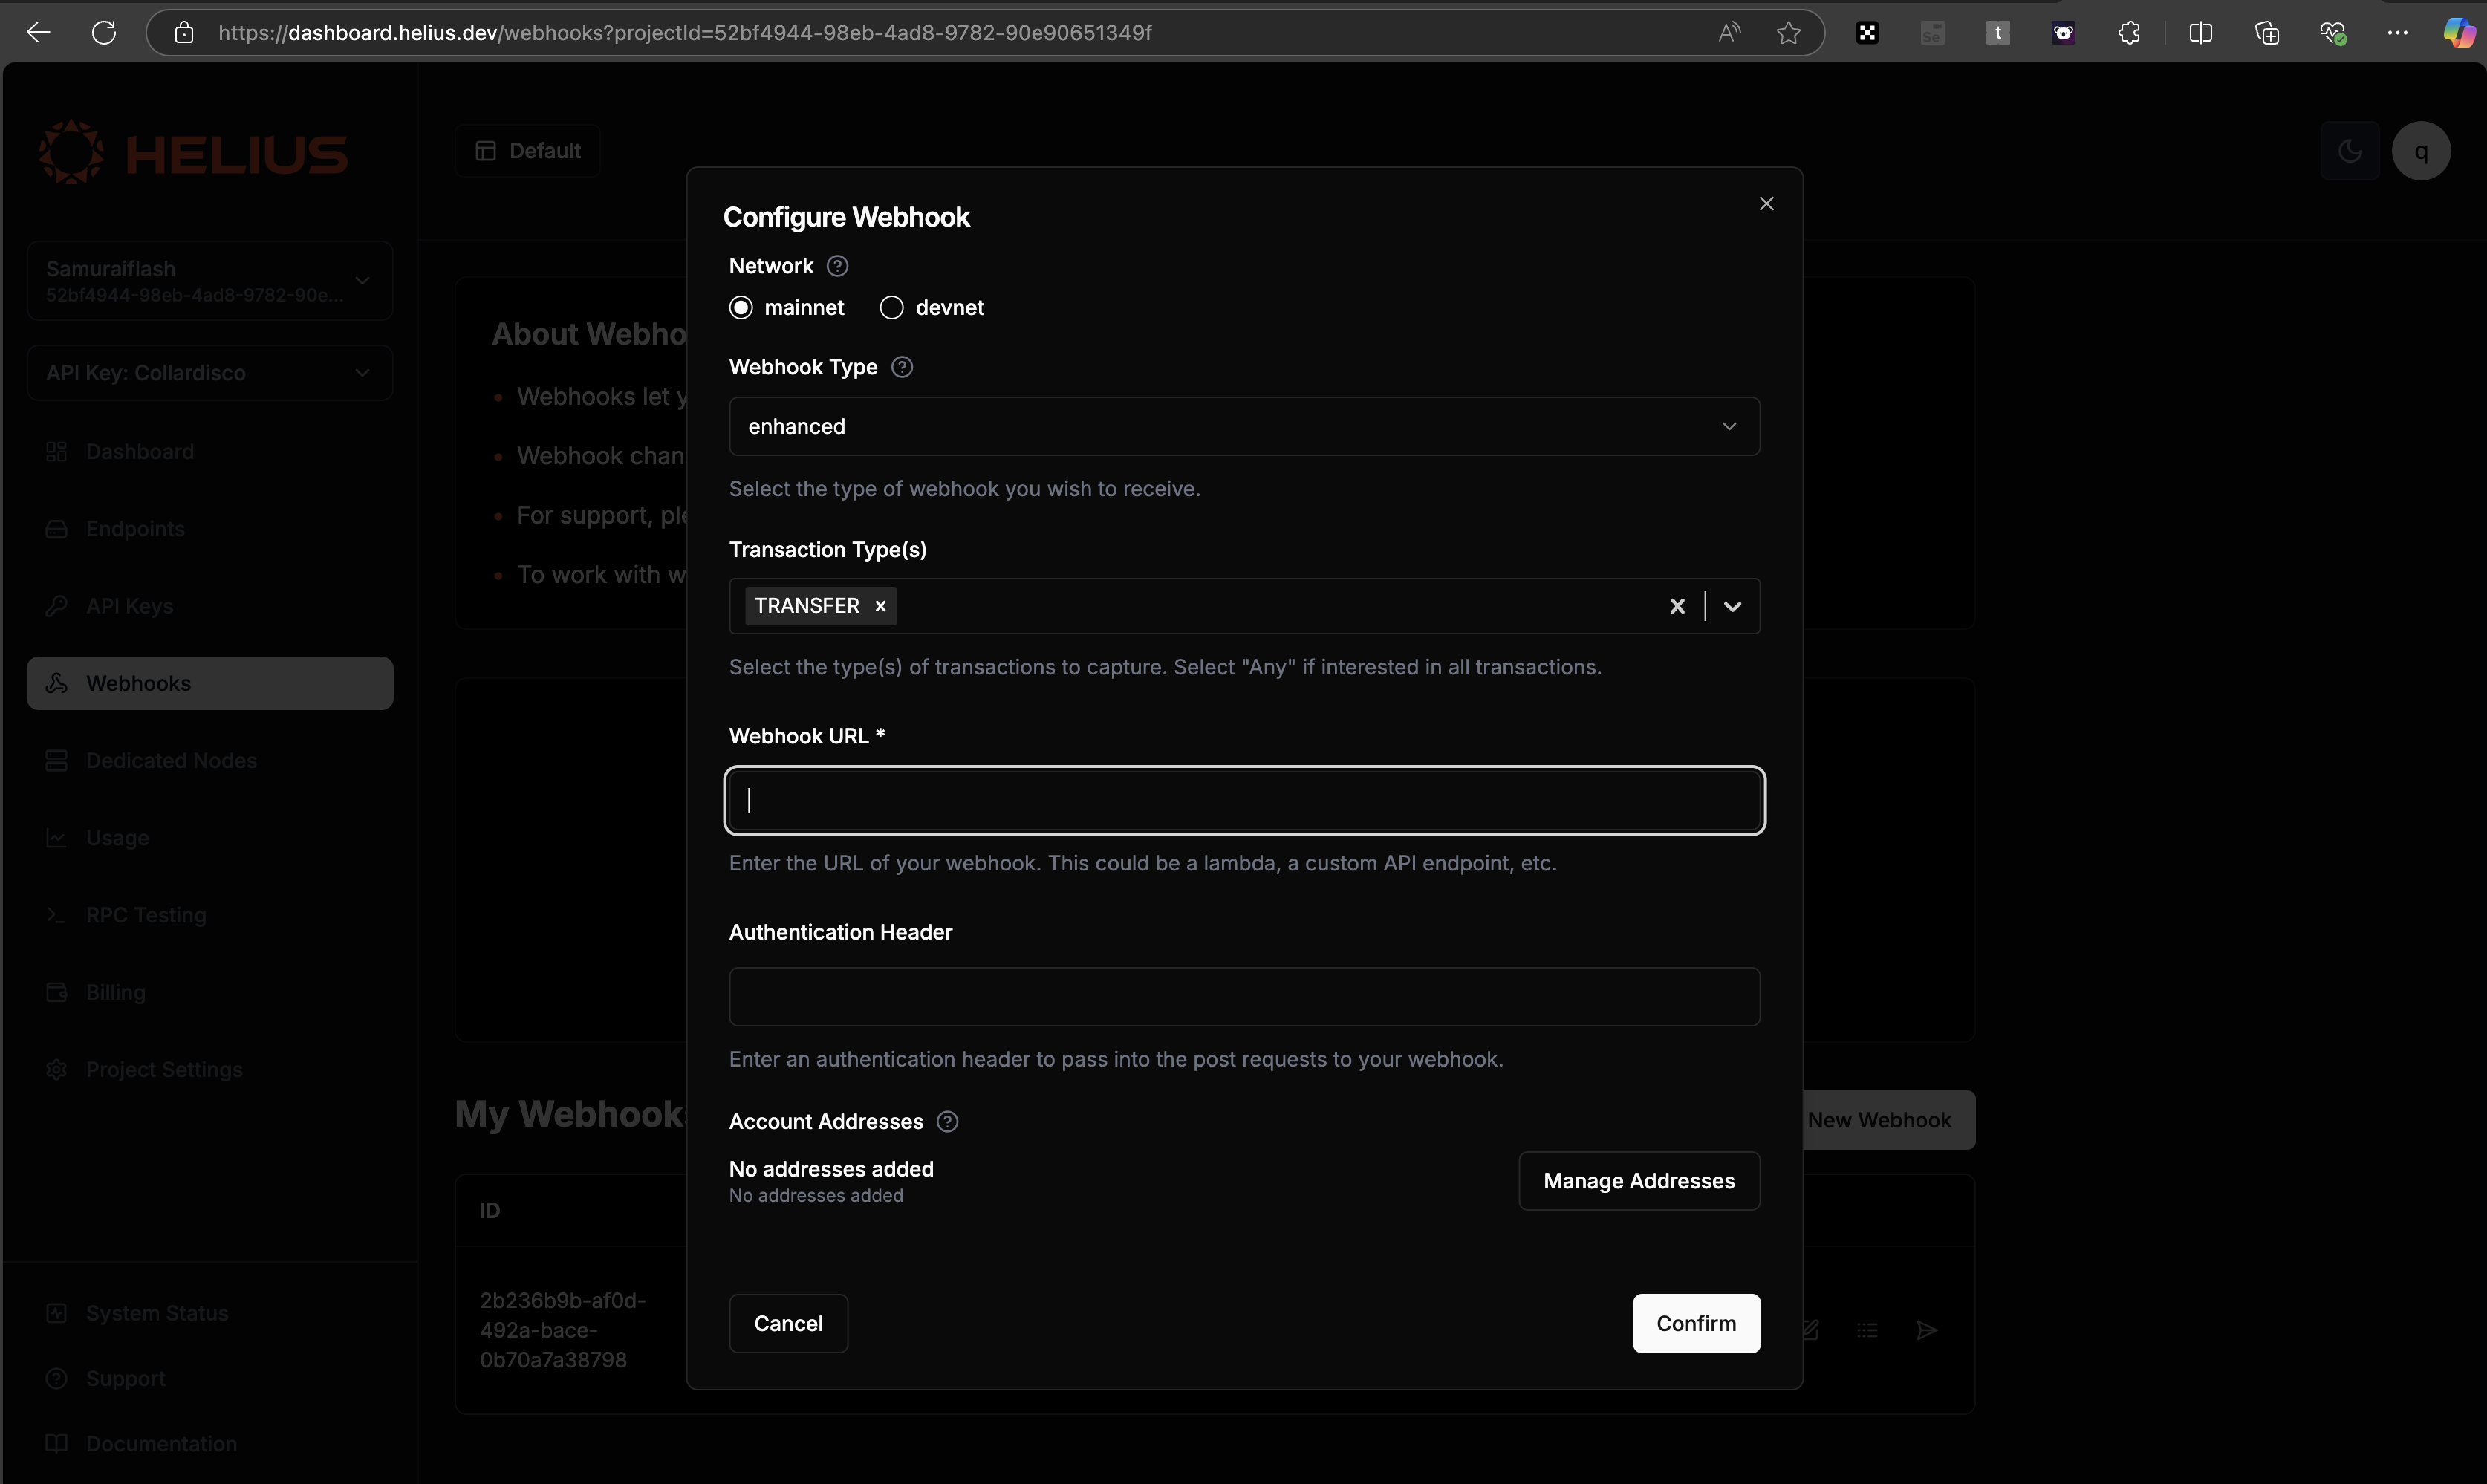 https://dashboard.helius.dev/webhooks?projectId=52bf4944-98eb-4ad8-9782-90e90651349f
HELIUS
Default
q
Samuraiflash
52bf4944-98eb-4ad8-9782-90e...
API Key: Collardisco
Dashboard
Endpoints
API Keys
Webhooks
Dedicated Nodes
Usage
RPC Testing
Billing
Project Settings
System Status
Support
Documentation
About Webho
Webhooks let y
Webhook chan
For support, ple
To work with w
My Webhooks
New Webhook
ID
2b236b9b-af0d-
492a-bace-
0b70a7a38798
Configure Webhook
Network
mainnet devnet
Webhook Type
enhanced
Select the type of webhook you wish to receive.
Transaction Type(s)
TRANSFER
Select the type(s) of transactions to capture. Select "Any" if interested in all transactions.
Webhook URL *
Enter the URL of your webhook. This could be a lambda, a custom API endpoint, etc.
Authentication Header
Enter an authentication header to pass into the post requests to your webhook.
Account Addresses
No addresses added
No addresses added
Manage Addresses
Cancel
Confirm